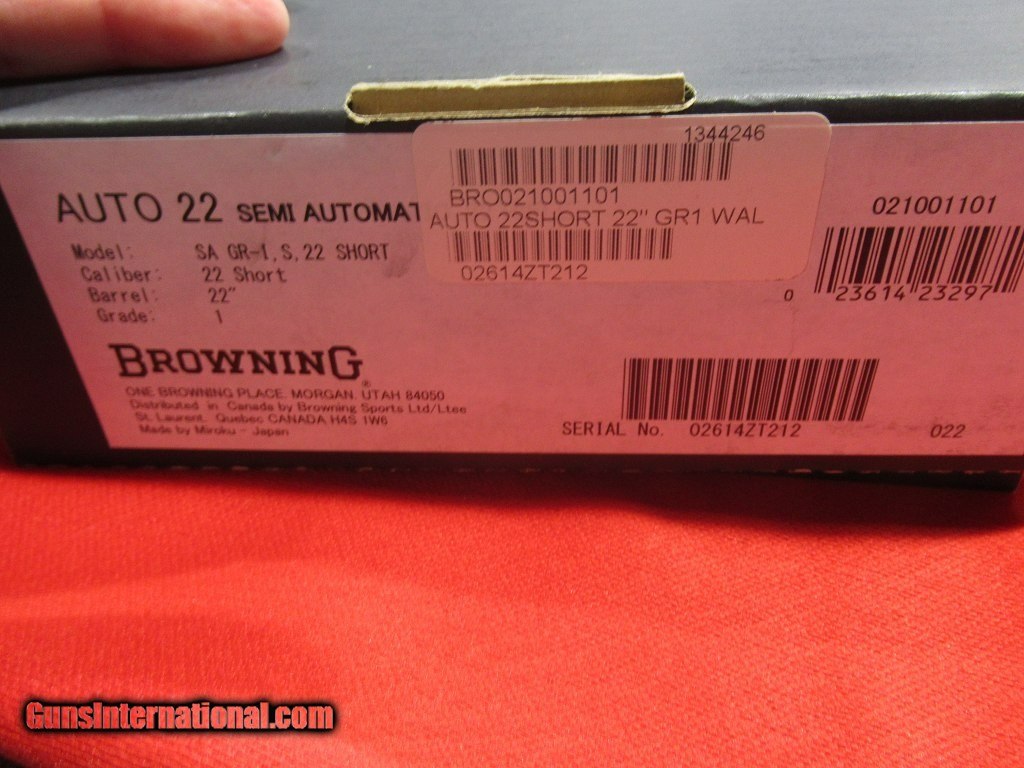 1344246
BRO021001101
AUTO 22SHORT 22" GR1 WAL
02614ZT212
AUTO 22 SEMI AUTOMAT
Model: SA GR-I,S,22 SHORT
Caliber: 22 Short
Barrel: 22"
Grade: 1
BROWNING®
ONE BROWNING PLACE. MORGAN. UTAH 84050
Distributed in Canada by Browning Sports Ltd/Ltee
St. Laurent. Quebec CANADA H4S 1W6
Made by Miroku - Japan
021001101
0 23614 23297
SERIAL No. 02614ZT212
022
GunsInternational.com